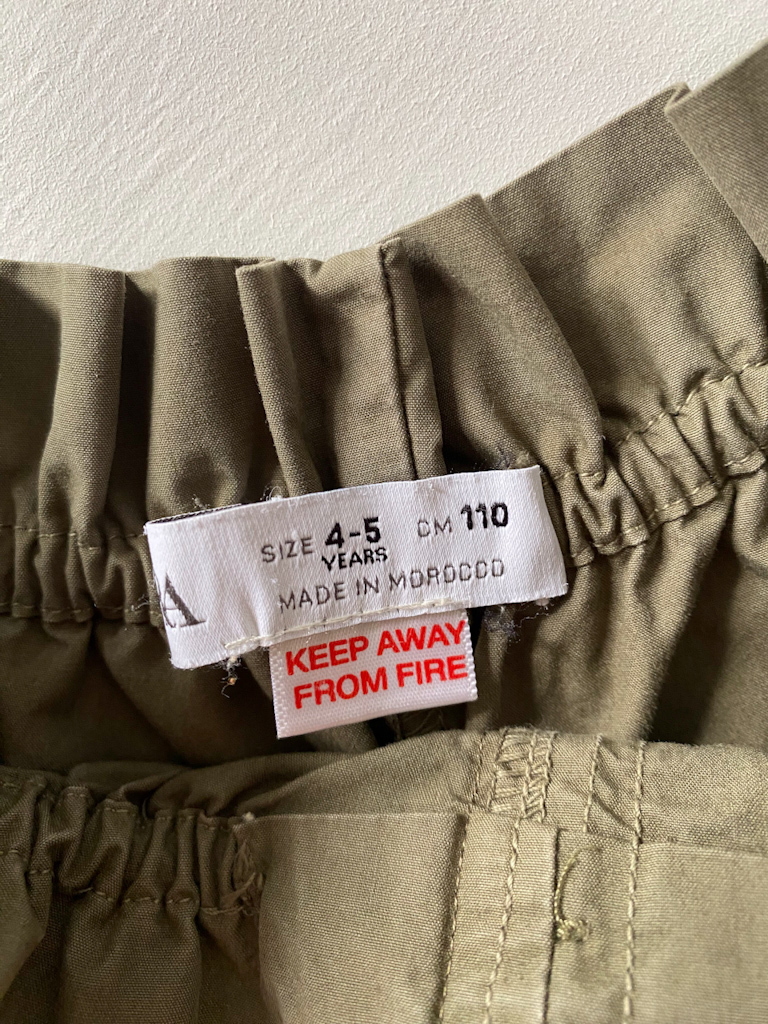 A
SIZE 4-5 CM 110
YEARS
MADE IN MOROCCO
KEEP AWAY
FROM FIRE